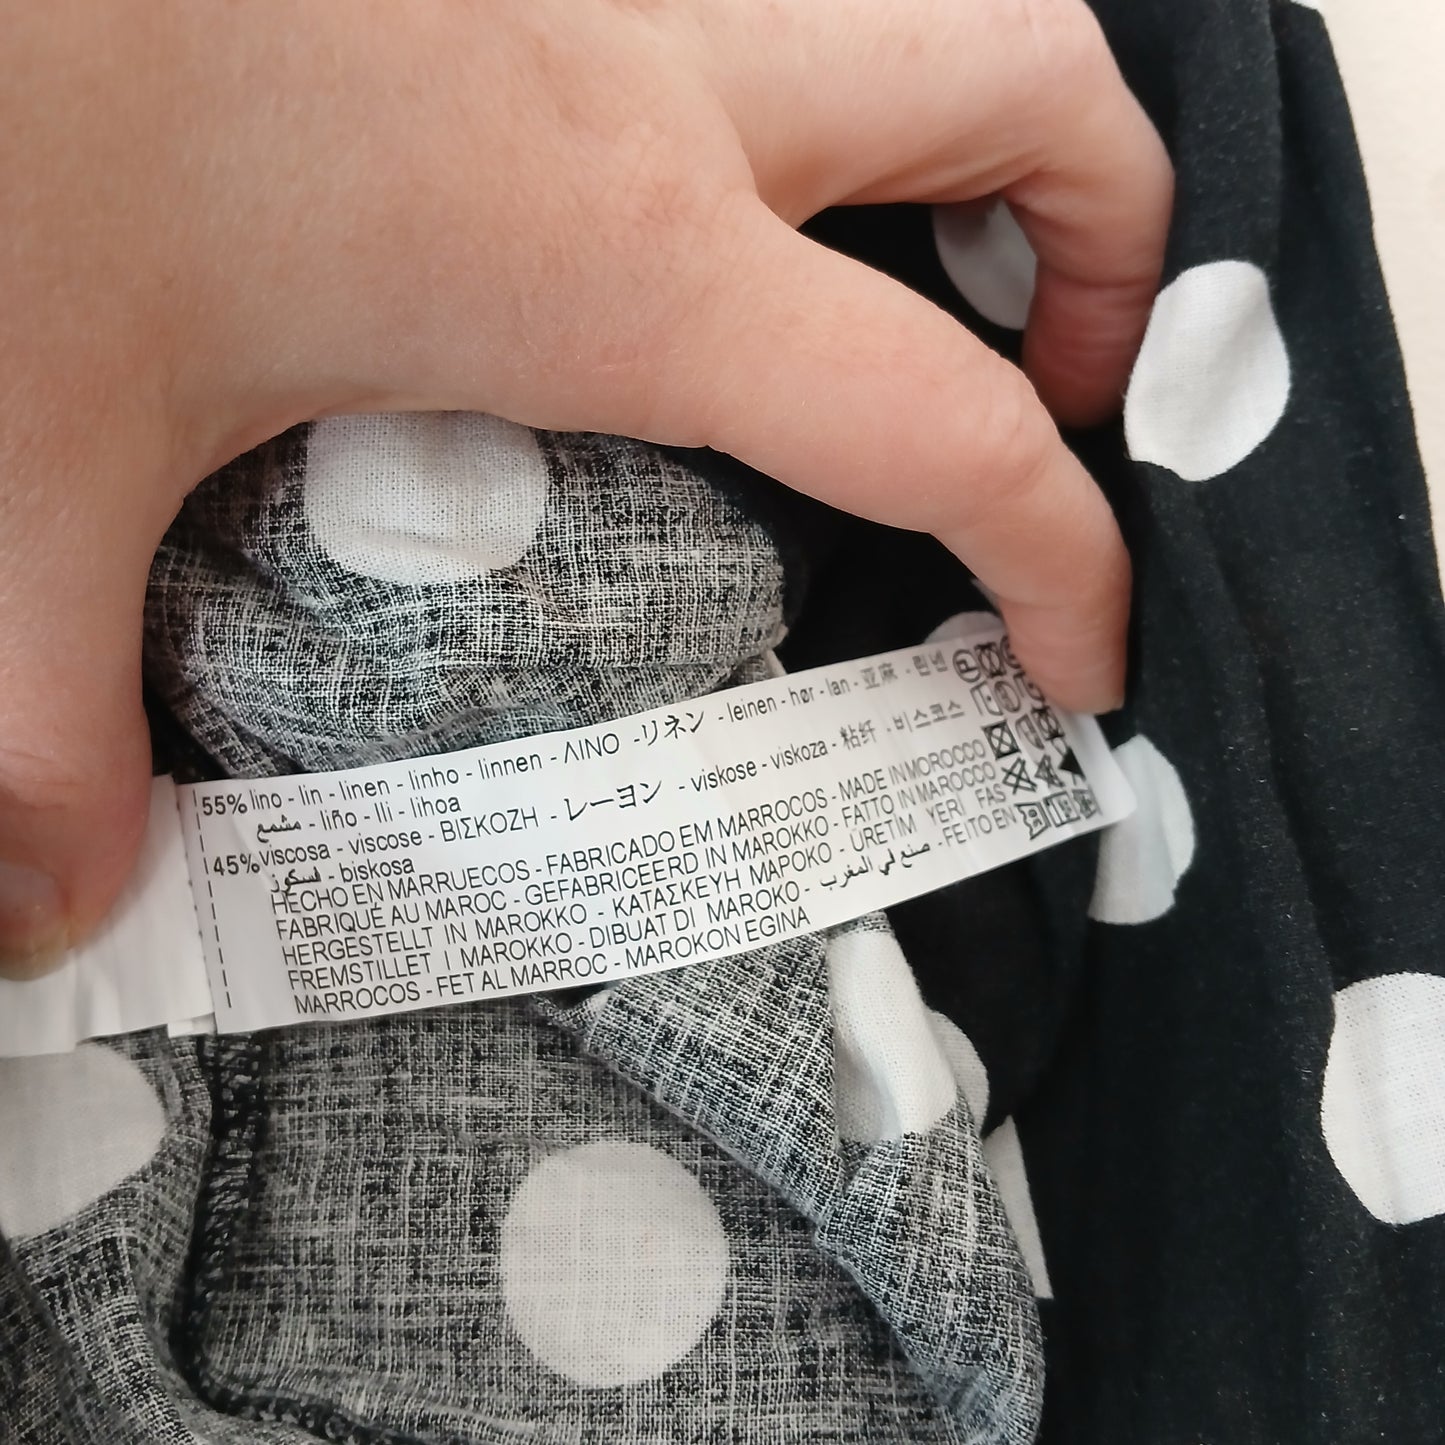 55% lino - lin - linen - linho - linnen - ΛΙΝΟ - リネン - leinen - hør - lan - 亚麻 - 린넨
مشمع - liño - lli - lihoa
45% viscosa - viscose - ΒΙΣΚΟΖΗ - レーヨン - viskose - viskoza - 粘纤 - 비스코스
- biskosa
HECHO EN MARRUECOS - FABRICADO EM MARROCOS - MADE IN MOROCCO
FABRIQUÉ AU MAROC - GEFABRICEERD IN MAROKKO - FATTO IN MAROCCO
HERGESTELLT IN MAROKKO - ΚΑΤΑΣΚΕΥΗ ΜΑΡΟΚΟ - ÜRETIM YERİ FAS
FREMSTILLET I MAROKKO - DIBUAT DI MAROKO - صنع لي المغرب - FEITO EN
MARROCOS - FET AL MARROC - MAROKON EGINA